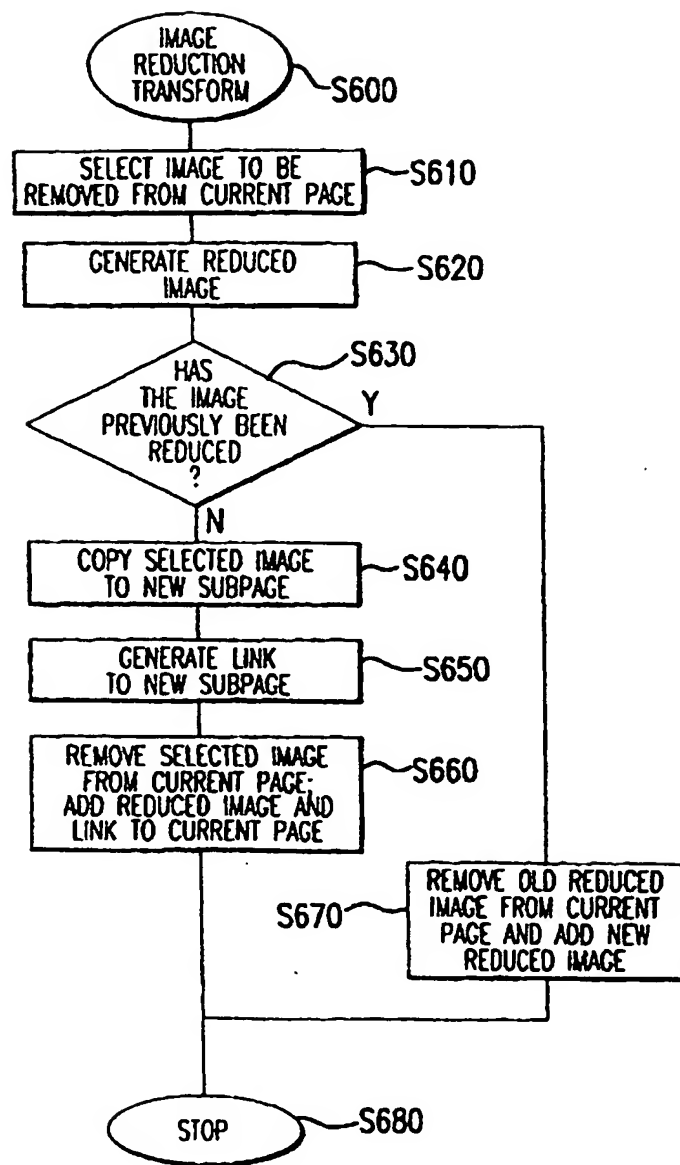 IMAGE
REDUCTION
TRANSFORM
S600
SELECT IMAGE TO BE
REMOVED FROM CURRENT PAGE
S610
GENERATE REDUCED
IMAGE
S620
S630
HAS
THE IMAGE
PREVIOUSLY BEEN
REDUCED
?
Y
N
COPY SELECTED IMAGE
TO NEW SUBPAGE
S640
GENERATE LINK
TO NEW SUBPAGE
S650
REMOVE SELECTED IMAGE
FROM CURRENT PAGE;
ADD REDUCED IMAGE AND
LINK TO CURRENT PAGE
S660
REMOVE OLD REDUCED
IMAGE FROM CURRENT
PAGE AND ADD NEW
REDUCED IMAGE
S670
STOP
S680